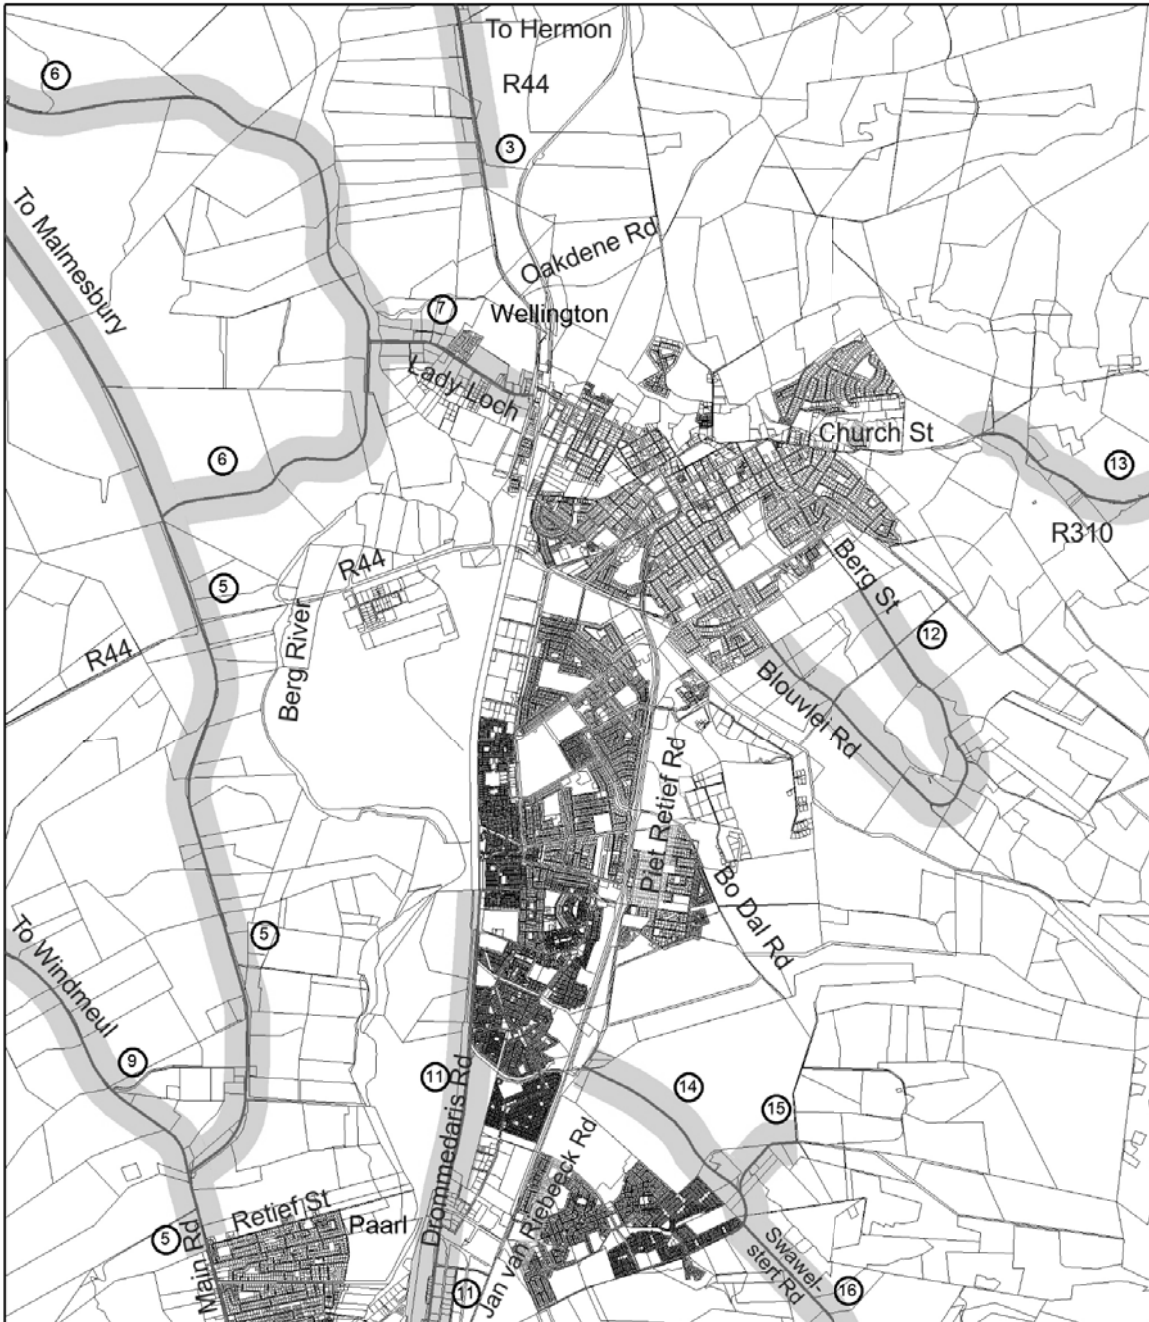 To Hermon
6
R44
3
To Malmesbury
Oakdene Rd
7
Wellington
Lady Loch
Church St
6
13
R310
R44
Berg St
5
Berg River
12
R44
Blouvlei Rd
Piet Retief Rd
Bo Dal Rd
To Windmeul
5
9
11
14
Drommedaris Rd
15
Jan van Riebeeck Rd
Retief St
Paarl
5
Main Rd
Swawel-
stert Rd
11
16